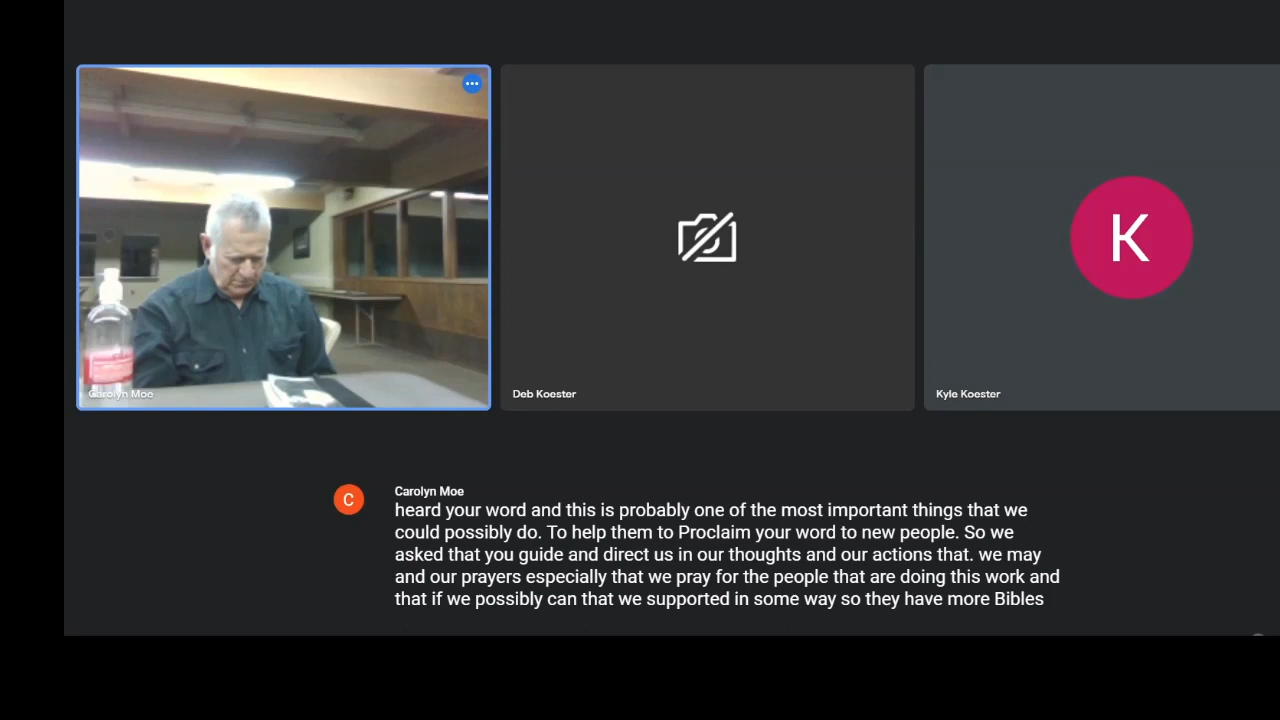 Carolyn Moe
Deb Koester
K
Kyle Koester
C
Carolyn Moe
heard your word and this is probably one of the most important things that we
could possibly do. To help them to Proclaim your word to new people. So we
asked that you guide and direct us in our thoughts and our actions that. we may
and our prayers especially that we pray for the people that are doing this work and
that if we possibly can that we supported in some way so they have more Bibles